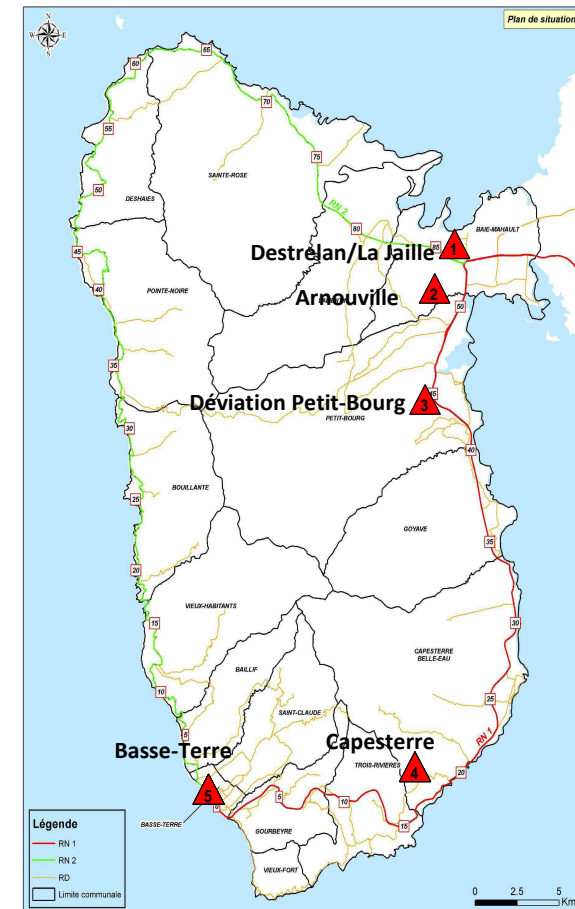 Plan de situation
N
W E
S
65
60
70
55
75
SAINTE-ROSE
50
DESHAIES
RN 2
80
BAIE-MAHAULT
85
Destrelan/La Jaille
1
45
POINTE-NOIRE
40
Arnouville
2
50
35
Déviation Petit-Bourg
3
PETIT-BOURG
30
40
BOUILLANTE
25
GOYAVE
35
20
VIEUX-HABITANTS
15
30
BAILLIF
CAPESTERRE
BELLE-EAU
10
SAINT-CLAUDE
25
5
RN 1
Basse-Terre
Capesterre
TROIS-RIVIERES
4
20
5
5
10
15
BASSE-TERRE
GOURBEYRE
VIEUX-FORT
Légende
RN 1
RN 2
RD
Limite communale
0 2.5 5
Km